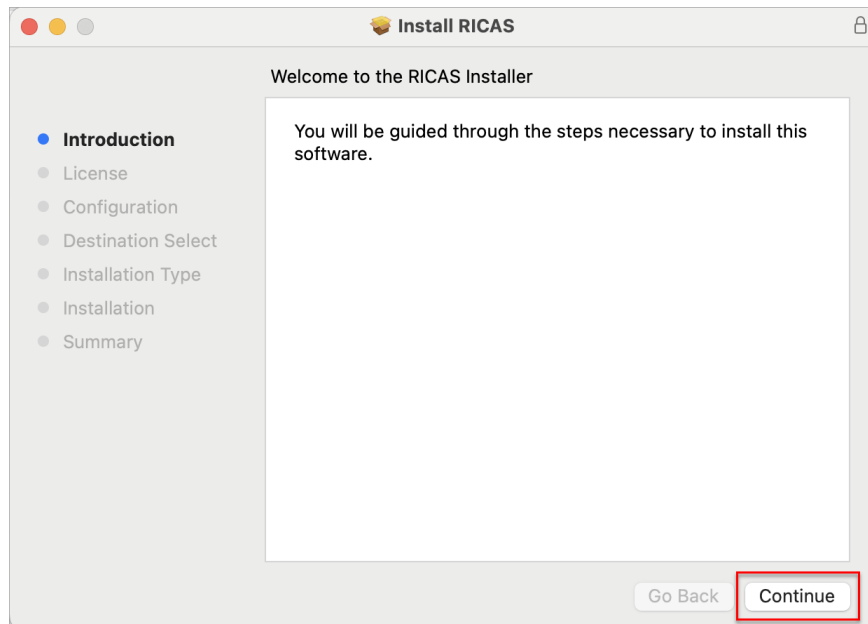 Install RICAS
Welcome to the RICAS Installer
Introduction
License
Configuration
Destination Select
Installation Type
Installation
Summary
You will be guided through the steps necessary to install this
software.
Go Back
Continue